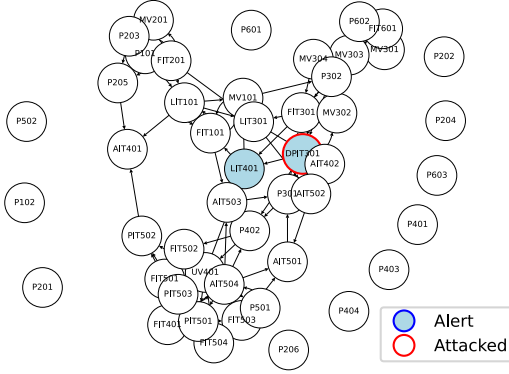 MV201
P602
FIT601
P203
P601
P101
MV301
MV303
P202
MV304
FIT201
P302
P205
MV101
LIT101
FIT301
MV302
LIT301
P502
P204
FIT101
AIT401
DPIT301
AIT402
LIT401
P603
P301
AIT502
P102
AIT503
P401
P402
PIT502
FIT502
AIT501
P403
UV401
FIT501
AIT504
P201
PIT503
P501
P404
FIT401
PIT501
FIT503
FIT504
P206
Alert
Attacked